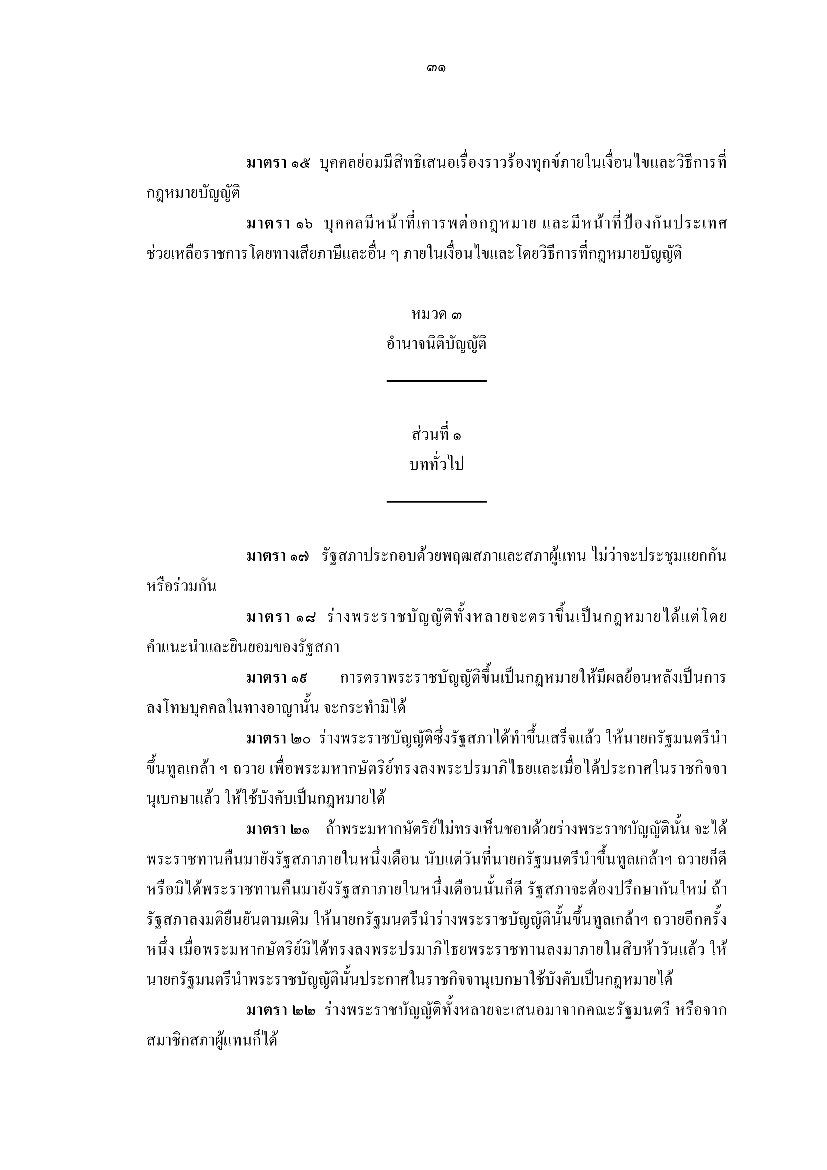 ๓๑
มาตรา ๑๕ บุคคลย่อมมีสิทธิเสนอเรื่องราวร้องทุกข์ภายในเงื่อนไขและวิธีการที่
กฎหมายบัญญัติ
มาตรา ๑๖ บุคคลมีหน้าที่เคารพต่อกฎหมาย และมีหน้าที่ป้องกันประเทศ
ช่วยเหลือราชการโดยทางเสียภาษีและอื่น ๆ ภายในเงื่อนไขและโดยวิธีการที่กฎหมายบัญญัติ
หมวด ๓
อำนาจนิติบัญญัติ
ส่วนที่ ๑
บททั่วไป
มาตรา ๑๗ รัฐสภาประกอบด้วยพฤฒสภาและสภาผู้แทน ไม่ว่าจะประชุมแยกกัน
หรือร่วมกัน
มาตรา ๑๘ ร่างพระราชบัญญัติทั้งหลายจะตราขึ้นเป็นกฎหมายได้แต่โดย
คำแนะนำและยินยอมของรัฐสภา
มาตรา ๑๙ การตราพระราชบัญญัติขึ้นเป็นกฎหมายให้มีผลย้อนหลังเป็นการ
ลงโทษบุคคลในทางอาญานั้น จะกระทำมิได้
มาตรา ๒๐ ร่างพระราชบัญญัติซึ่งรัฐสภาได้ทำขึ้นเสร็จแล้ว ให้นายกรัฐมนตรีนำ
ขึ้นทูลเกล้า ฯ ถวาย เพื่อพระมหากษัตริย์ทรงลงพระปรมาภิไธยและเมื่อได้ประกาศในราชกิจจา
นุเบกษาแล้ว ให้ใช้บังคับเป็นกฎหมายได้
มาตรา ๒๑ ถ้าพระมหากษัตริย์ไม่ทรงเห็นชอบด้วยร่างพระราชบัญญัตินั้น จะได้
พระราชทานคืนมายังรัฐสภาภายในหนึ่งเดือน นับแต่วันที่นายกรัฐมนตรีนำขึ้นทูลเกล้าฯ ถวายก็ดี
หรือมิได้พระราชทานคืนมายังรัฐสภาภายในหนึ่งเดือนนั้นก็ดี รัฐสภาจะต้องปรึกษากันใหม่ ถ้า
รัฐสภาลงมติยืนยันตามเดิม ให้นายกรัฐมนตรีนำร่างพระราชบัญญัตินั้นขึ้นทูลเกล้าฯ ถวายอีกครั้ง
หนึ่ง เมื่อพระมหากษัตริย์มิได้ทรงลงพระปรมาภิไธยพระราชทานลงมาภายในสิบห้าวันแล้ว ให้
นายกรัฐมนตรีนำพระราชบัญญัตินั้นประกาศในราชกิจจานุเบกษาใช้บังคับเป็นกฎหมายได้
มาตรา ๒๒ ร่างพระราชบัญญัติทั้งหลายจะเสนอมาจากคณะรัฐมนตรี หรือจาก
สมาชิกสภาผู้แทนก็ได้